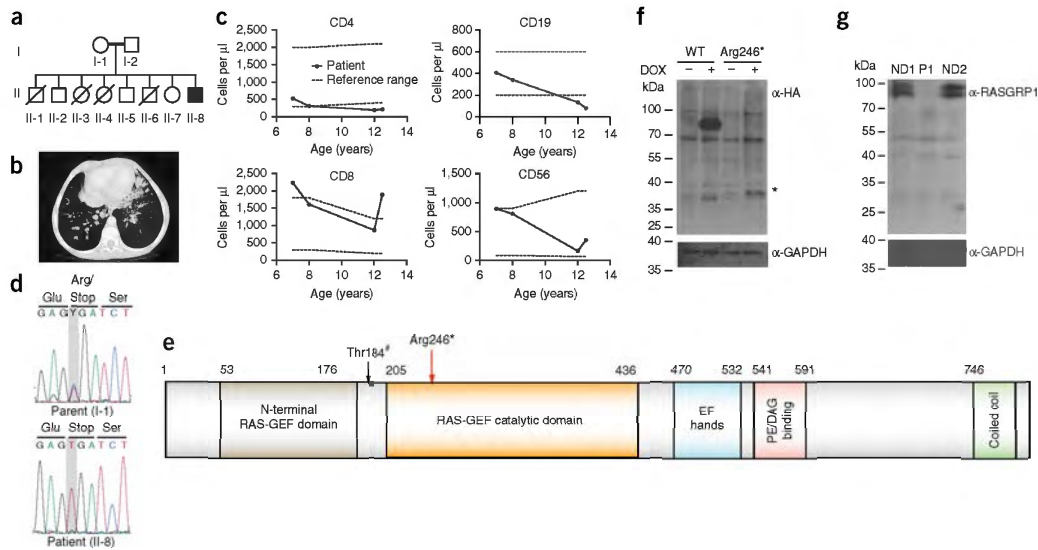 a
I
I-1 I-2
II
II-1 II-2 II-3 II-4 II-5 II-6 II-7 II-8
b
c
CD4
Cells per µl
2,500
2,000
1,500
1,000
500
0
Patient
Reference range
6 8 10 12 14
Age (years)
CD19
Cells per µl
800
600
400
200
0
6 8 10 12 14
Age (years)
CD8
Cells per µl
2,500
2,000
1,500
1,000
500
0
6 8 10 12 14
Age (years)
CD56
Cells per µl
1,500
1,000
500
0
6 8 10 12 14
Age (years)
d
Arg/
Glu Stop Ser
G A G Y G A T C T
Parent (I-1)
Glu Stop Ser
G A G T G A T C T
Patient (II-8)
e
Thr184#
Arg246*
1 53 176 205 436 470 532 541 591 746
N-terminal
RAS-GEF domain
RAS-GEF catalytic domain
EF
hands
PE/DAG
binding
Coiled coil
f
WT Arg246*
DOX – + – +
kDa
α-HA
100
70
55
40
*
35
25
40
α-GAPDH
35
g
kDa ND1 P1 ND2
100
α-RASGRP1
70
55
40
35
25
40
α-GAPDH
35